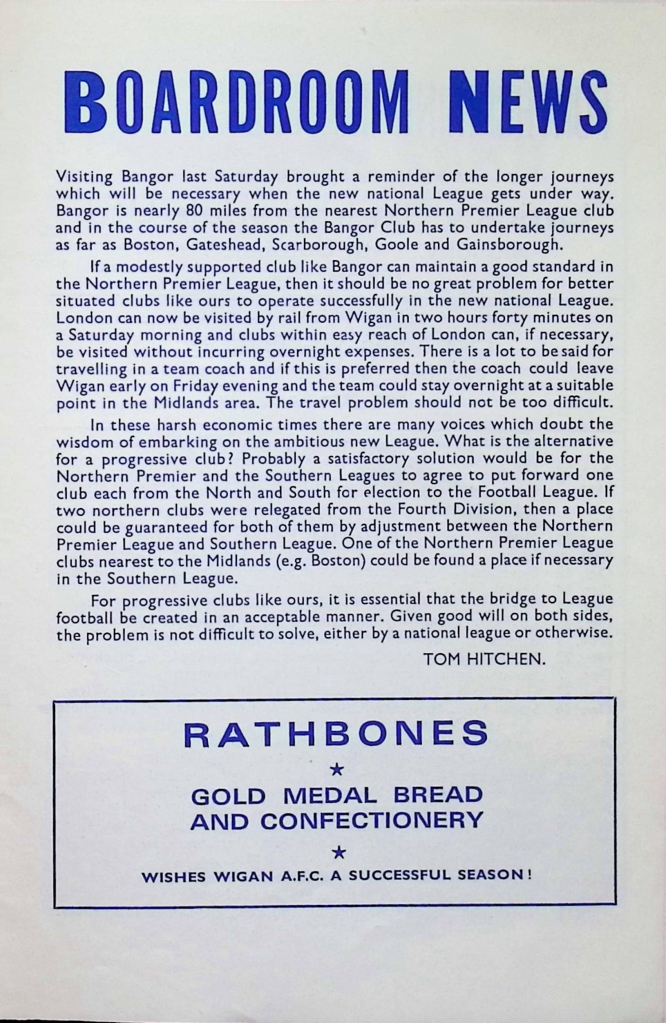 BOARDROOM NEWS
Visiting Bangor last Saturday brought a reminder of the longer journeys
which will be necessary when the new national League gets under way.
Bangor is nearly 80 miles from the nearest Northern Premier League club
and in the course of the season the Bangor Club has to undertake journeys
as far as Boston, Gateshead, Scarborough, Goole and Gainsborough.
If a modestly supported club like Bangor can maintain a good standard in
the Northern Premier League, then it should be no great problem for better
situated clubs like ours to operate successfully in the new national League.
London can now be visited by rail from Wigan in two hours forty minutes on
a Saturday morning and clubs within easy reach of London can, if necessary,
be visited without incurring overnight expenses. There is a lot to be said for
travelling in a team coach and if this is preferred then the coach could leave
Wigan early on Friday evening and the team could stay overnight at a suitable
point in the Midlands area. The travel problem should not be too difficult.
In these harsh economic times there are many voices which doubt the
wisdom of embarking on the ambitious new League. What is the alternative
for a progressive club? Probably a satisfactory solution would be for the
Northern Premier and the Southern Leagues to agree to put forward one
club each from the North and South for election to the Football League. If
two northern clubs were relegated from the Fourth Division, then a place
could be guaranteed for both of them by adjustment between the Northern
Premier League and Southern League. One of the Northern Premier League
clubs nearest to the Midlands (e.g. Boston) could be found a place if necessary
in the Southern League.
For progressive clubs like ours, it is essential that the bridge to League
football be created in an acceptable manner. Given good will on both sides,
the problem is not difficult to solve, either by a national league or otherwise.
TOM HITCHEN.
RATHBONES
GOLD MEDAL BREAD
AND CONFECTIONERY
WISHES WIGAN A.F.C. A SUCCESSFUL SEASON!